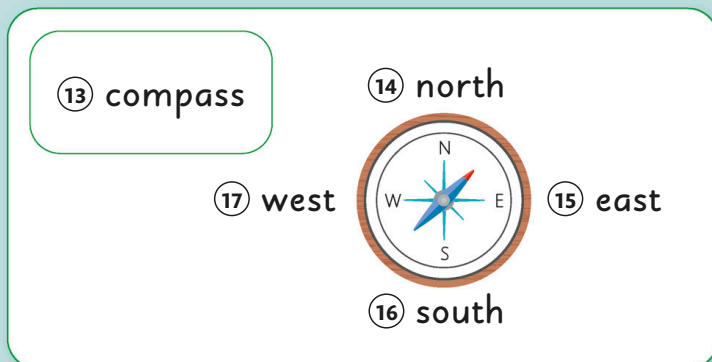 13 compass
14 north
N
17 west
W
E
15 east
S
16 south